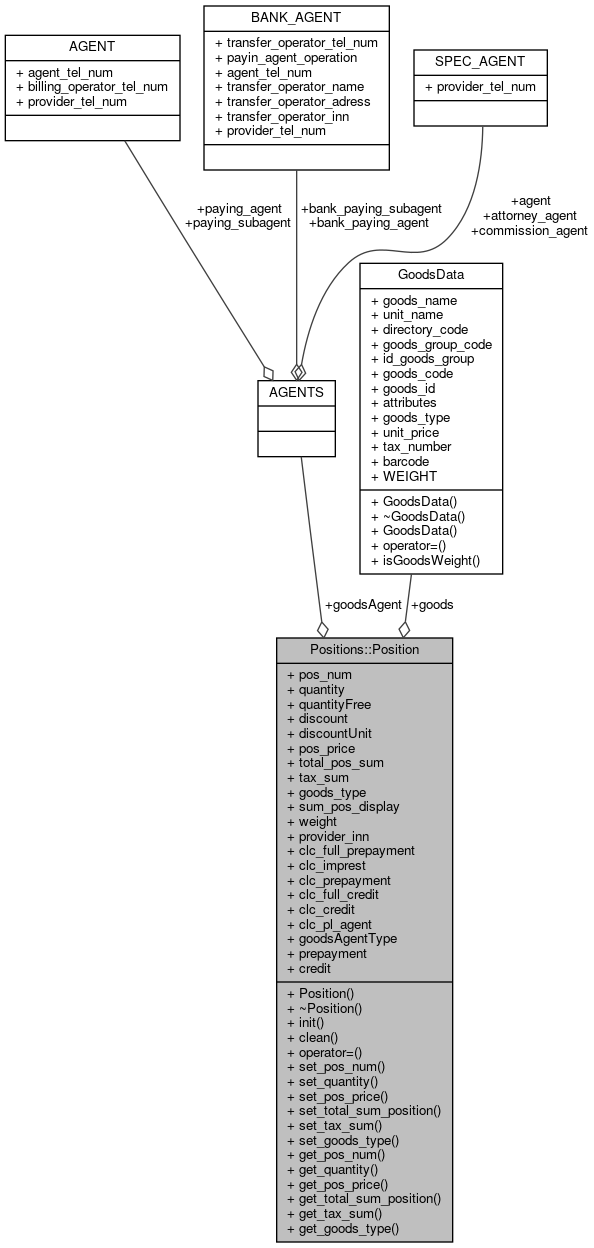 AGENT
+ agent_tel_num
+ billing_operator_tel_num
+ provider_tel_num
BANK_AGENT
+ transfer_operator_tel_num
+ payin_agent_operation
+ agent_tel_num
+ transfer_operator_name
+ transfer_operator_adress
+ transfer_operator_inn
+ provider_tel_num
SPEC_AGENT
+ provider_tel_num
+paying_agent
+paying_subagent
+bank_paying_subagent
+bank_paying_agent
+agent
+attorney_agent
+commission_agent
AGENTS
GoodsData
+ goods_name
+ unit_name
+ directory_code
+ goods_group_code
+ id_goods_group
+ goods_code
+ goods_id
+ attributes
+ goods_type
+ unit_price
+ tax_number
+ barcode
+ WEIGHT
+ GoodsData()
+ ~GoodsData()
+ GoodsData()
+ operator=()
+ isGoodsWeight()
+goodsAgent
+goods
Positions::Position
+ pos_num
+ quantity
+ quantityFree
+ discount
+ discountUnit
+ pos_price
+ total_pos_sum
+ tax_sum
+ goods_type
+ sum_pos_display
+ weight
+ provider_inn
+ clc_full_prepayment
+ clc_imprest
+ clc_prepayment
+ clc_full_credit
+ clc_credit
+ clc_pl_agent
+ goodsAgentType
+ prepayment
+ credit
+ Position()
+ ~Position()
+ init()
+ clean()
+ operator=()
+ set_pos_num()
+ set_quantity()
+ set_pos_price()
+ set_total_sum_position()
+ set_tax_sum()
+ set_goods_type()
+ get_pos_num()
+ get_quantity()
+ get_pos_price()
+ get_total_sum_position()
+ get_tax_sum()
+ get_goods_type()